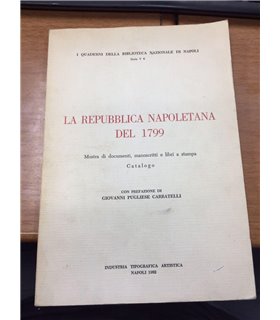 I QUADERNI DELLA BIBLIOTECA NAZIONALE DI NAPOLI
LA REPUBBLICA NAPOLETANA
DEL 1799
Mostra di documenti, manoscritti e libri a stampa
Catalogo
CON PREFAZIONE DI
GIOVANNI PUGLIESE CARRATELLI
INDUSTRIA TIPOGRAFICA ARTISTICA
NAPOLI 1982